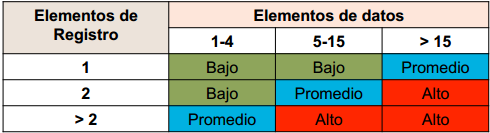 Elementos de Registro Elementos de datos
1-4 5-15 > 15
1 Bajo Bajo Promedio
2 Bajo Promedio Alto
> 2 Promedio Alto Alto